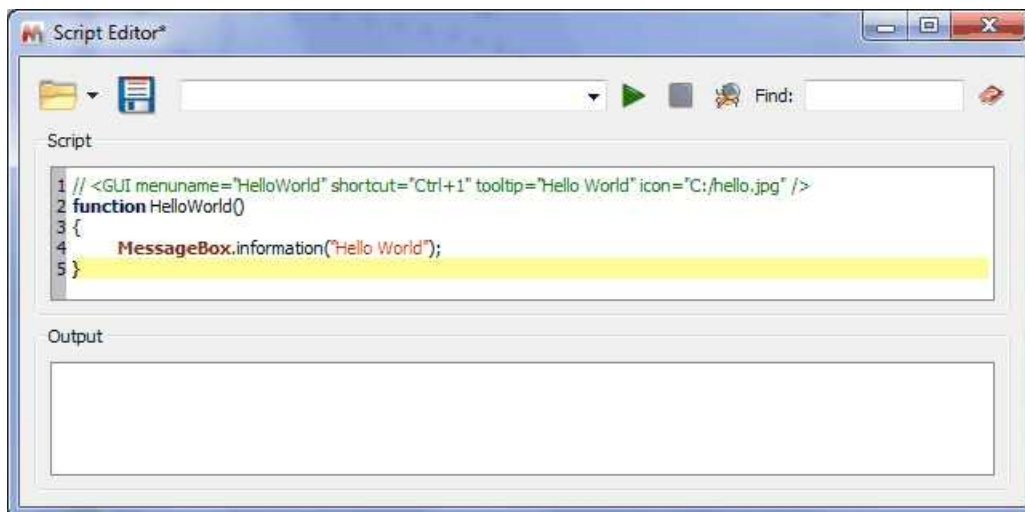 Script Editor*
Find:
Script
1 // <GUI menuname="HelloWorld" shortcut="Ctrl+1" tooltip="Hello World" icon="C:/hello.jpg" />
2 function HelloWorld()
3 {
4 MessageBox.information("Hello World");
5 }
Output